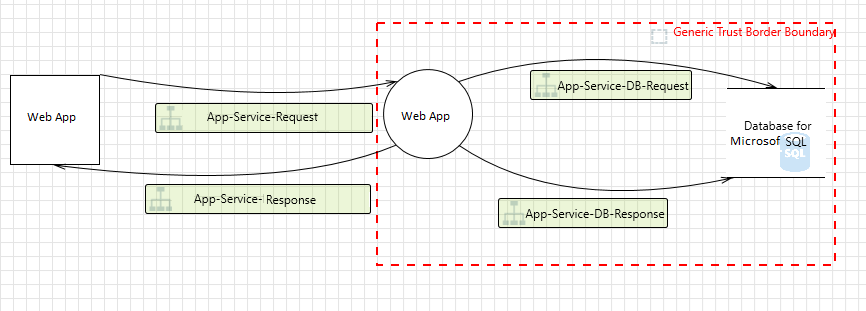 Generic Trust Border Boundary
App-Service-DB-Request
Web App
App-Service-Request
Web App
Database for
Microsof SQL
SQL
App-Service- Response
App-Service-DB-Response